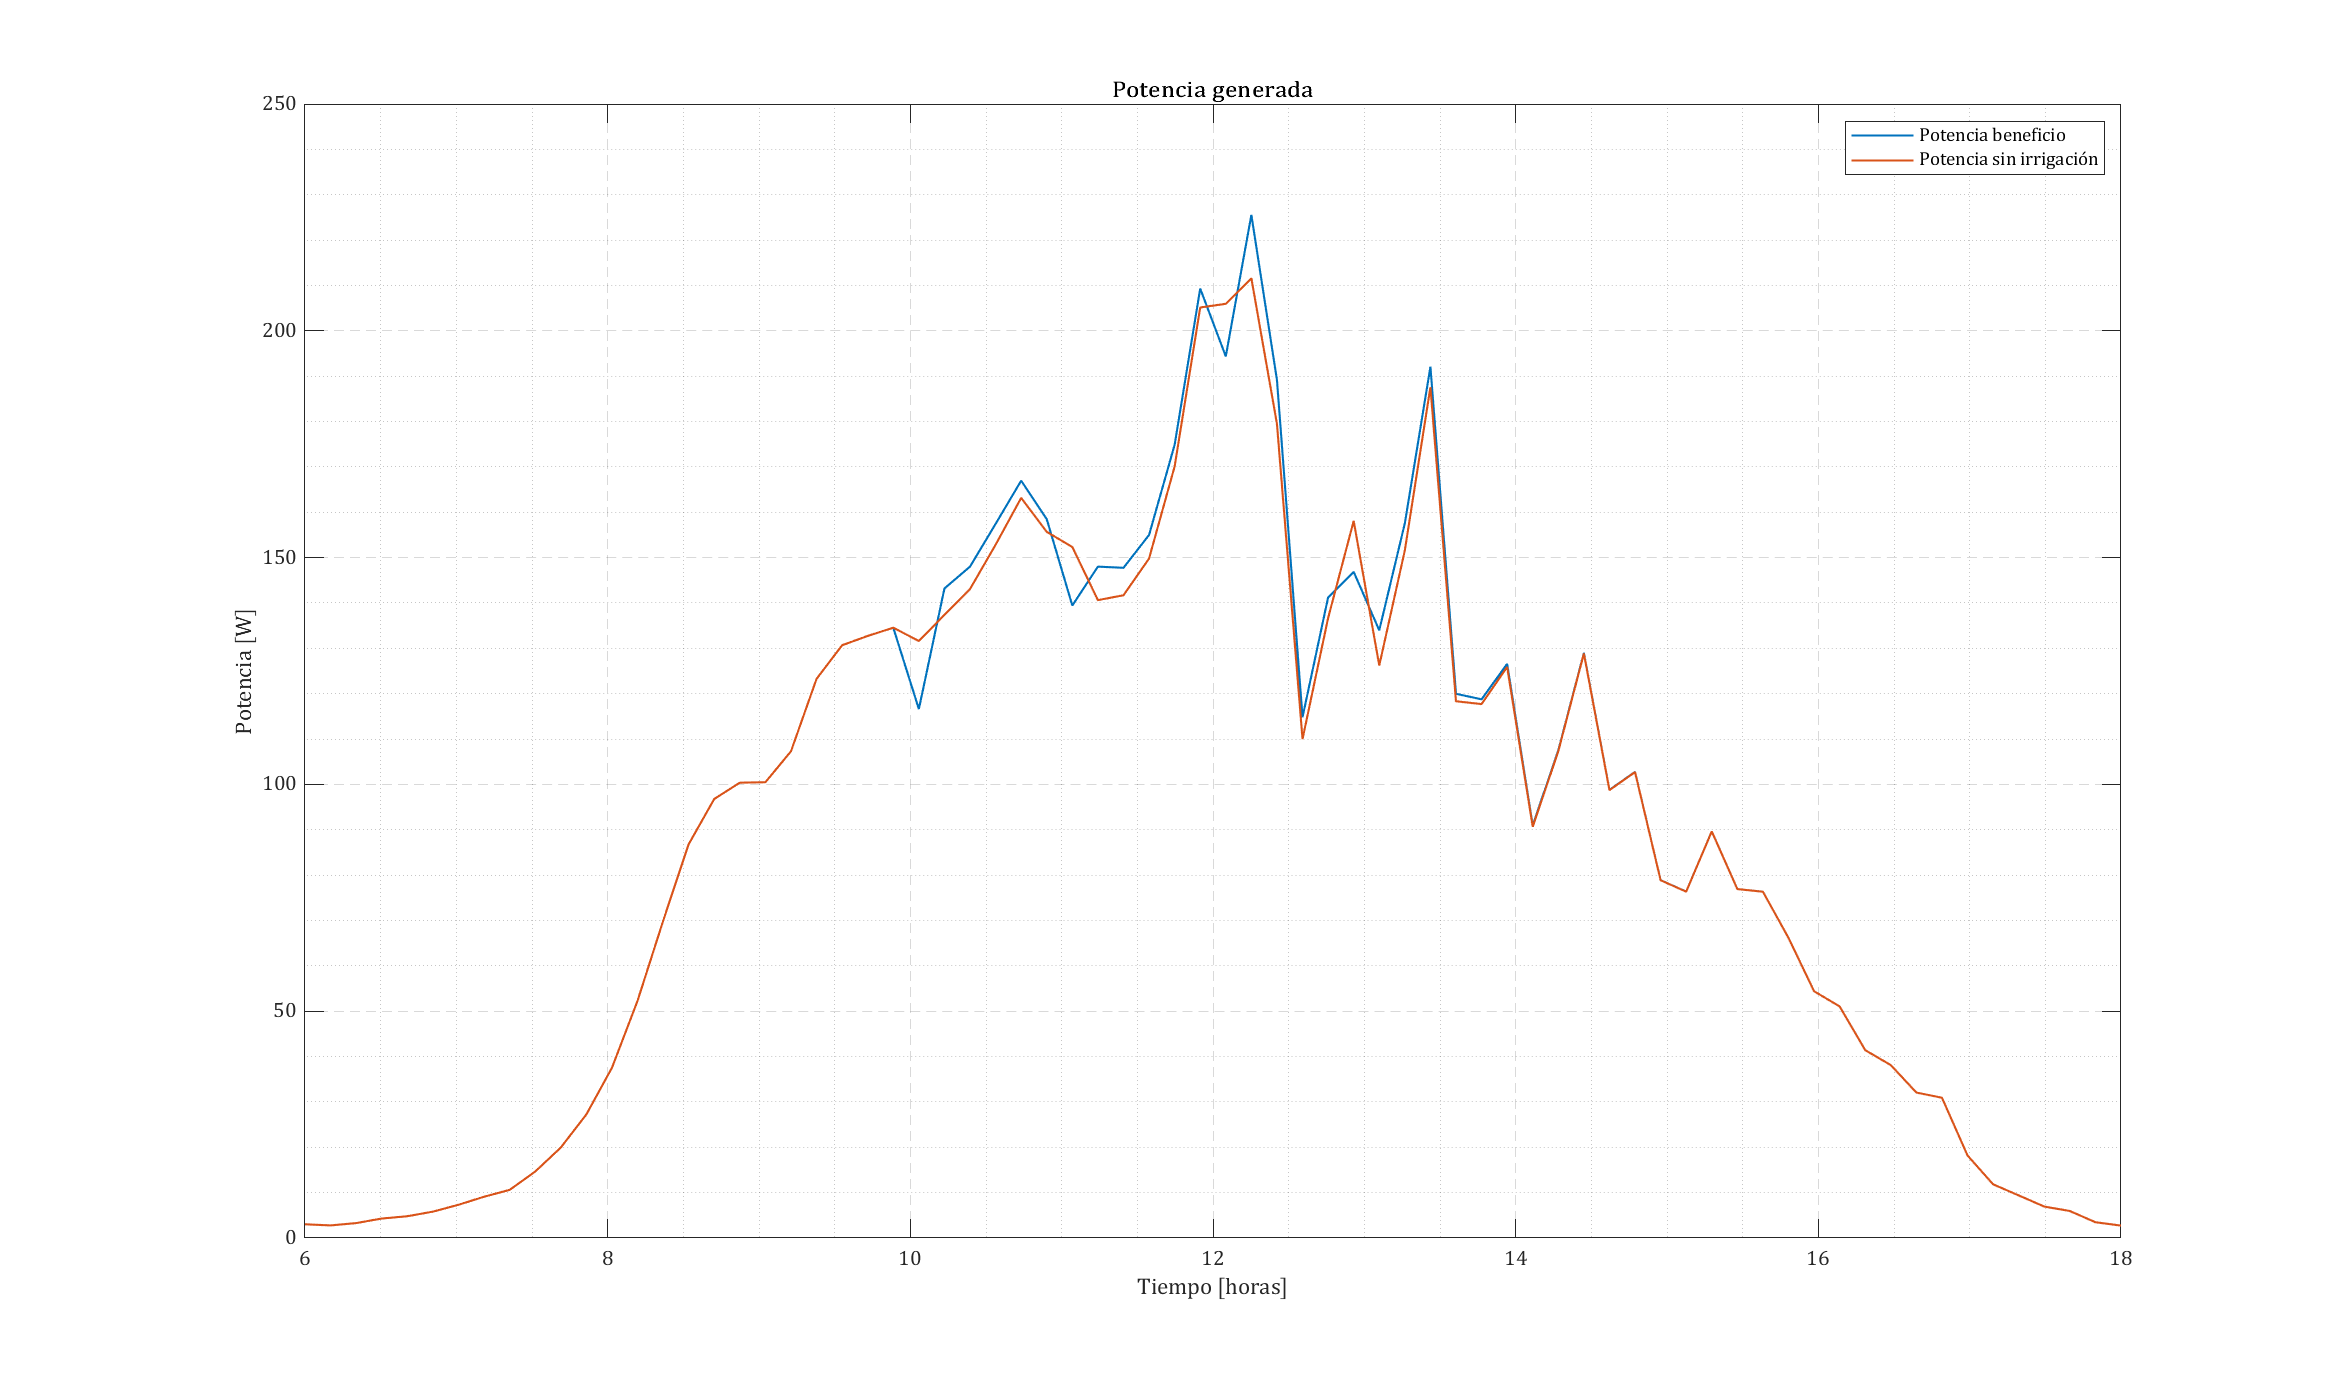 Potencia generada
250
Potencia beneficio
Potencia sin irrigación
200
150
Potencia [W]
100
50
0
6 8 10 12 14 16 18
Tiempo [horas]